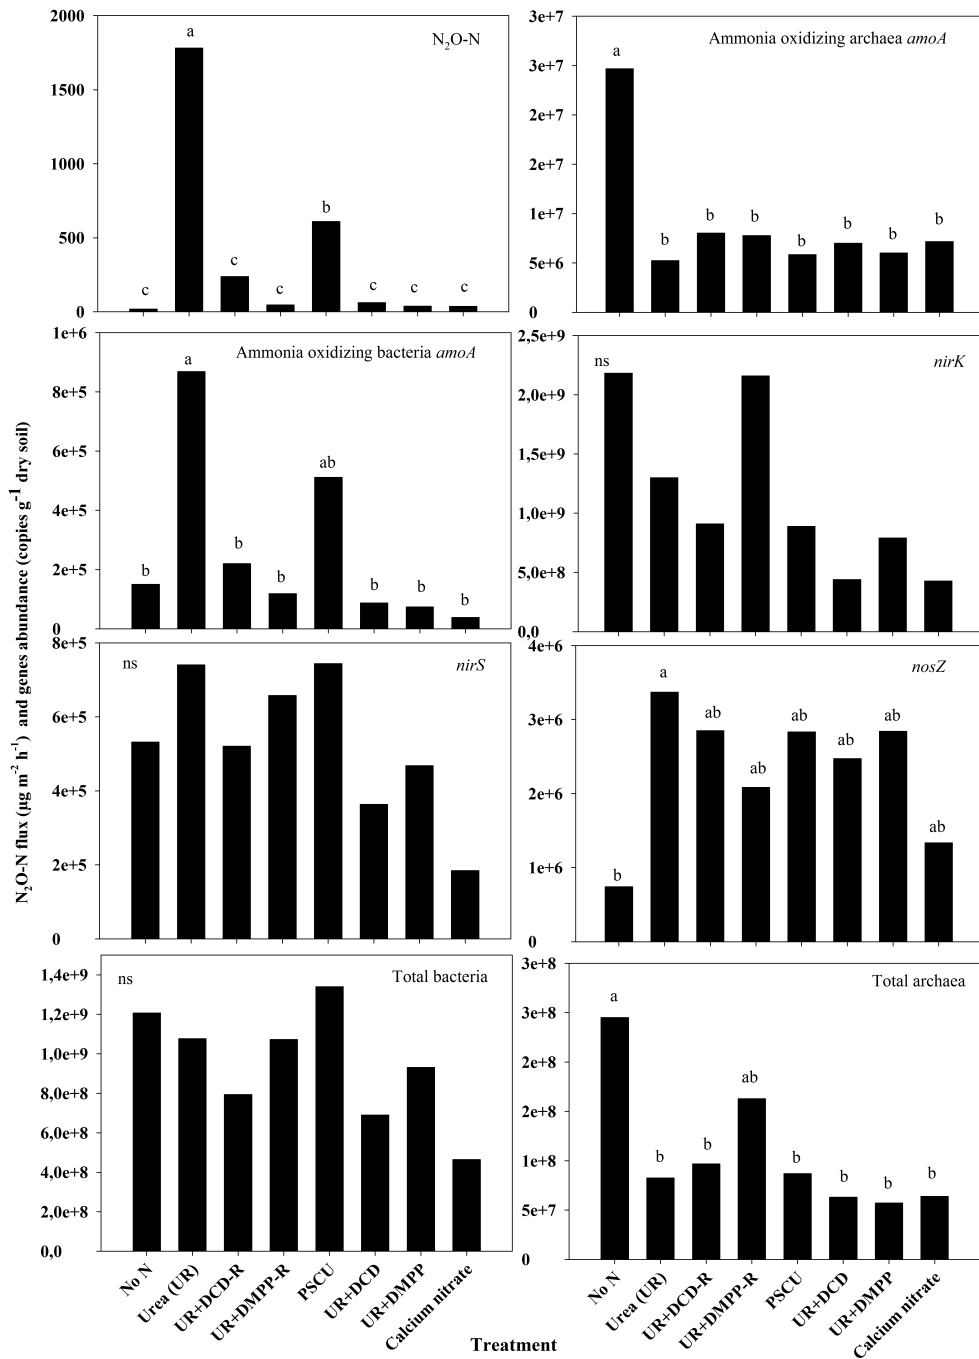 N₂O-N
2000
1500
1000
500
0
a
b
c
c
c
c
c
c
Ammonia oxidizing archaea amoA
3e+7
3e+7
2e+7
2e+7
1e+7
5e+6
0
a
b
b
b
b
b
b
b
Ammonia oxidizing bacteria amoA
1e+6
8e+5
6e+5
4e+5
2e+5
0
b
a
b
b
ab
b
b
b
nirK
ns
2,5e+9
2,0e+9
1,5e+9
1,0e+9
5,0e+8
0,0
nirS
ns
8e+5
6e+5
4e+5
2e+5
0
nosZ
4e+6
3e+6
2e+6
1e+6
0
b
a
ab
ab
ab
ab
ab
ab
Total bacteria
ns
1,4e+9
1,2e+9
1,0e+9
8,0e+8
6,0e+8
4,0e+8
2,0e+8
0,0
Total archaea
3e+8
3e+8
2e+8
2e+8
1e+8
5e+7
0
a
b
b
ab
b
b
b
b
N₂O-N flux (µg m⁻² h⁻¹) and genes abundance (copies g⁻¹ dry soil)
No N
Urea (UR)
UR+DCD-R
UR+DMPP-R
PSCU
UR+DCD
UR+DMPP
Calcium nitrate
No N
Urea (UR)
UR+DCD-R
UR+DMPP-R
PSCU
UR+DCD
UR+DMPP
Calcium nitrate
Treatment